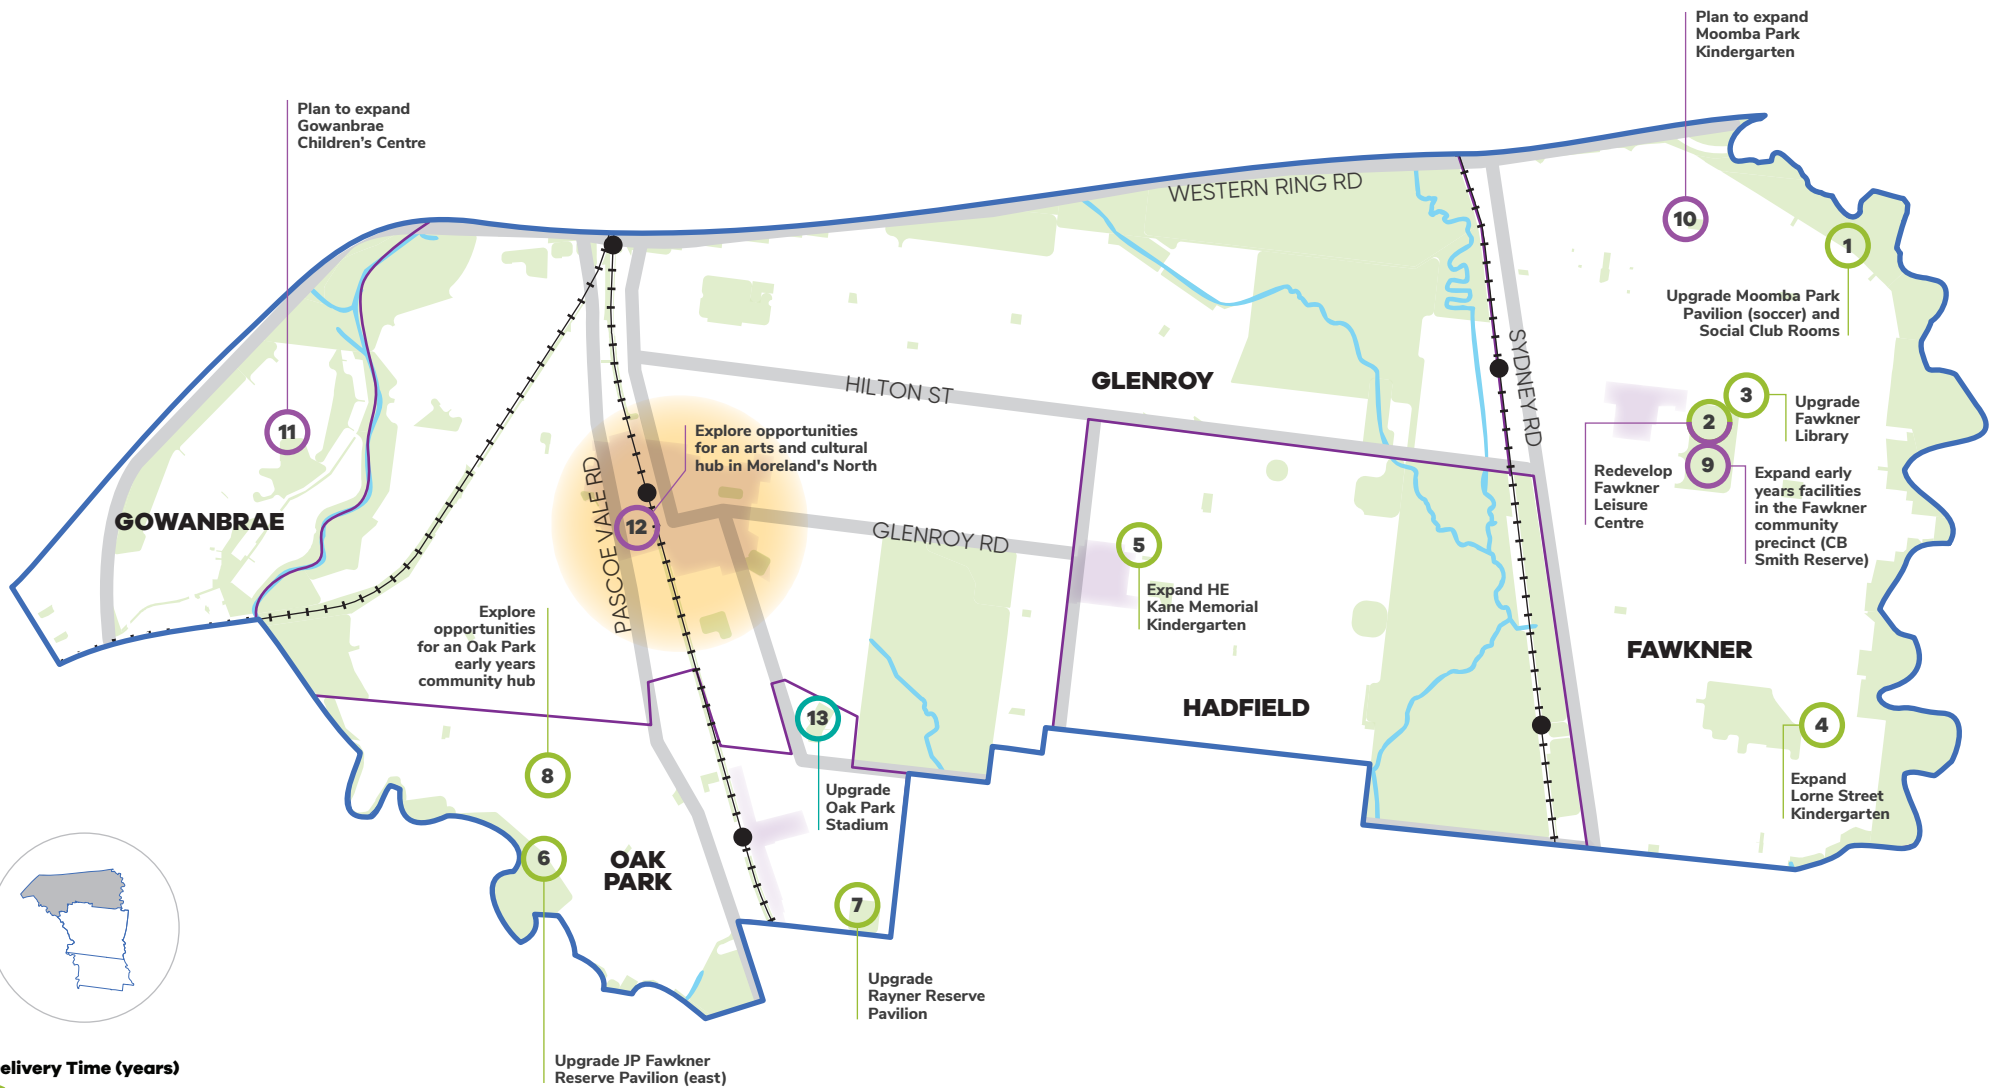 Plan to expand
Moomba Park
Kindergarten
Plan to expand
Gowanbrae
Children's Centre
WESTERN RING RD
10
1
Upgrade Moomba Park
Pavilion (soccer) and
Social Club Rooms
SYDNEY RD
GLENROY
HILTON ST
3
Upgrade
Fawkner
Library
2
9
Redevelop
Fawkner
Leisure
Centre
Expand early
years facilities
in the Fawkner
community
precinct (CB
Smith Reserve)
11
Explore opportunities
for an arts and cultural
hub in Moreland's North
PASCOE VALE RD
12
GOWANBRAE
GLENROY RD
5
Expand HE
Kane Memorial
Kindergarten
Explore
opportunities
for an Oak Park
early years
community hub
FAWKNER
HADFIELD
13
4
8
Upgrade
Oak Park
Stadium
Expand
Lorne Street
Kindergarten
6
OAK
PARK
7
Upgrade
Rayner Reserve
Pavilion
Upgrade JP Fawkner
Reserve Pavilion (east)
elivery Time (years)